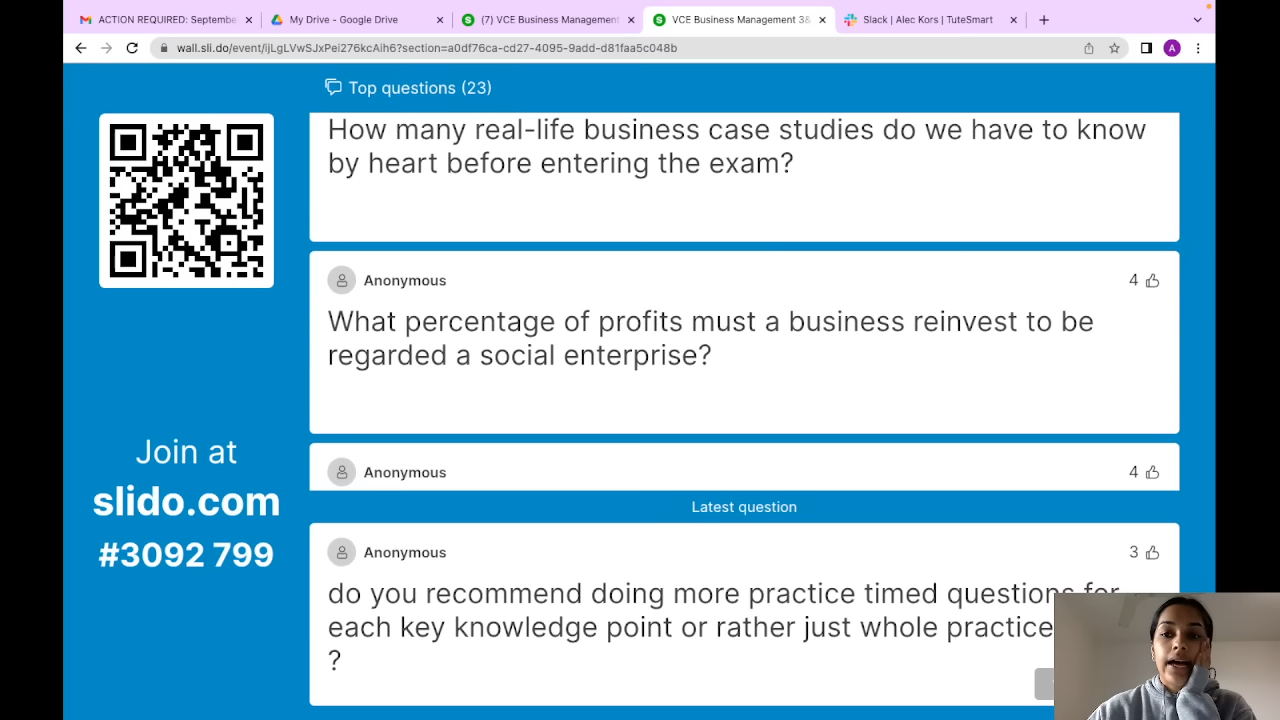 ACTION REQUIRED: Septembe
My Drive - Google Drive
(7) VCE Business Management
VCE Business Management 3&
Slack | Alec Kors | TuteSmart
wall.sli.do/event/ijLgLVwSJxPei276kcAih6?section=a0df76ca-cd27-4095-9add-d81faa5c048b
A
Top questions (23)
How many real-life business case studies do we have to know
by heart before entering the exam?
Anonymous
4
What percentage of profits must a business reinvest to be
regarded a social enterprise?
Anonymous
4
Join at
slido.com
#3092 799
Latest question
Anonymous
3
do you recommend doing more practice timed questions for
each key knowledge point or rather just whole practice
?